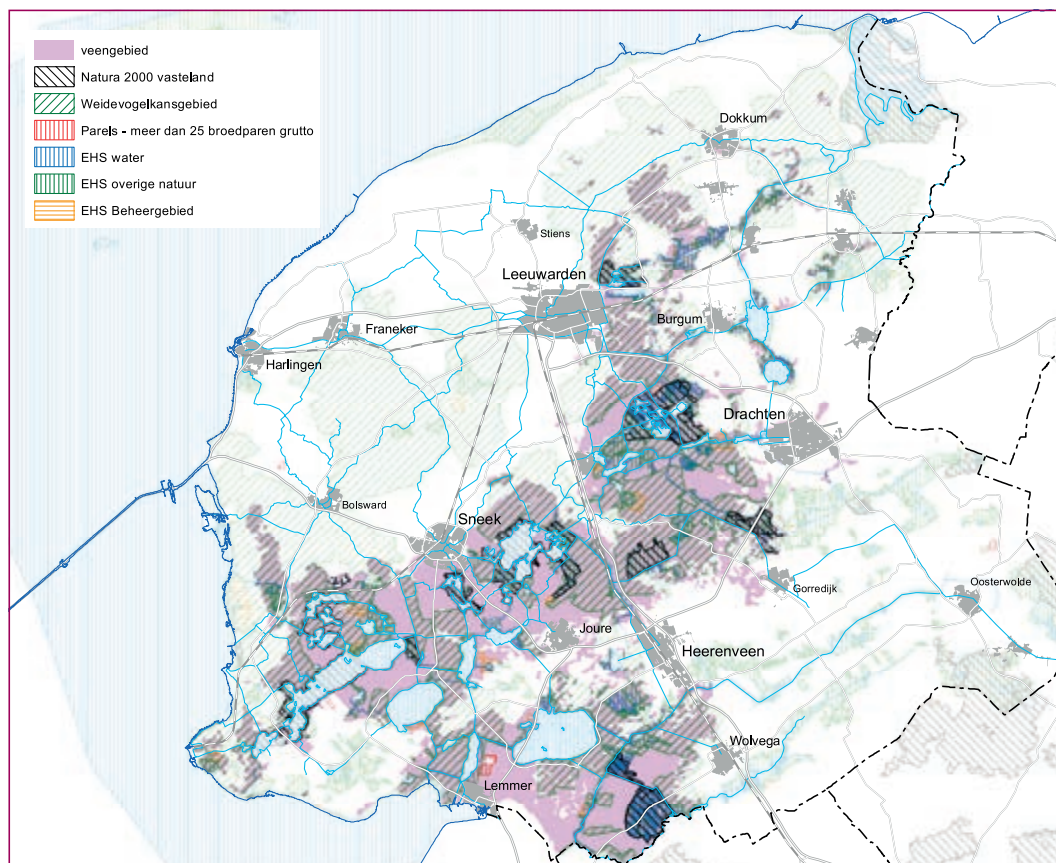 veengebied
Natura 2000 vasteland
Weidevogelkansgebied
Parels - meer dan 25 broedparen grutto
EHS water
EHS overige natuur
EHS Beheergebied
Dokkum
Stiens
Leeuwarden
Burgum
Franeker
Harlingen
Drachten
Bolsward
Sneek
Gorredijk
Oosterwolde
Joure
Heerenveen
Wolvega
Lemmer